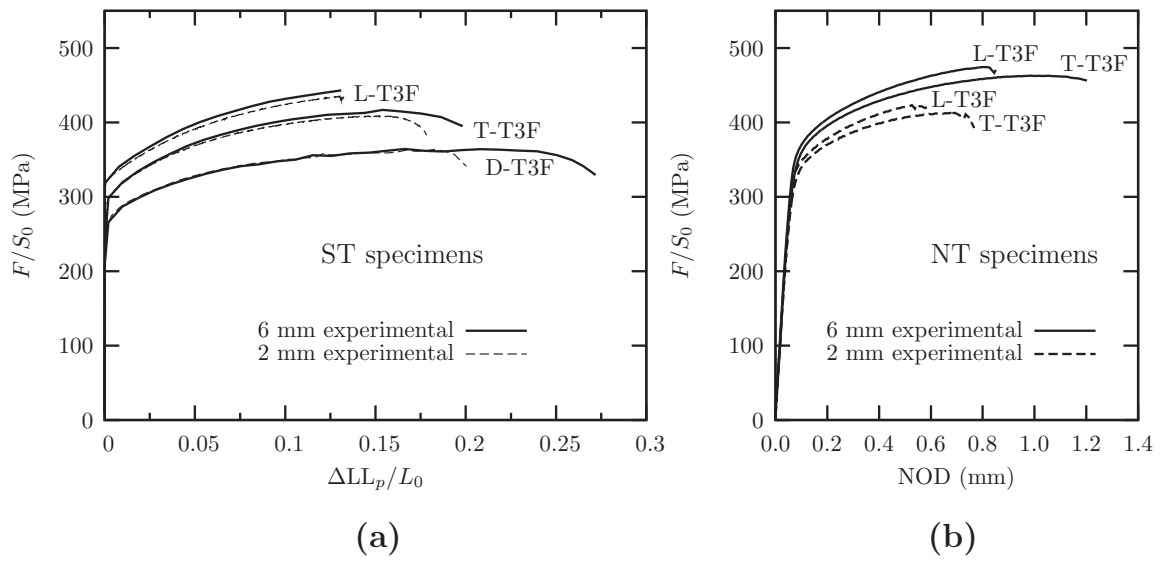 500
400
300
200
100
0
F/S₀ (MPa)
L-T3F
T-T3F
D-T3F
ST specimens
6 mm experimental
2 mm experimental
0 0.05 0.1 0.15 0.2 0.25 0.3
ΔLLₚ/L₀
(a)
500
400
300
200
100
0
F/S₀ (MPa)
L-T3F
T-T3F
L-T3F
T-T3F
NT specimens
6 mm experimental
2 mm experimental
0.0 0.2 0.4 0.6 0.8 1.0 1.2 1.4
NOD (mm)
(b)